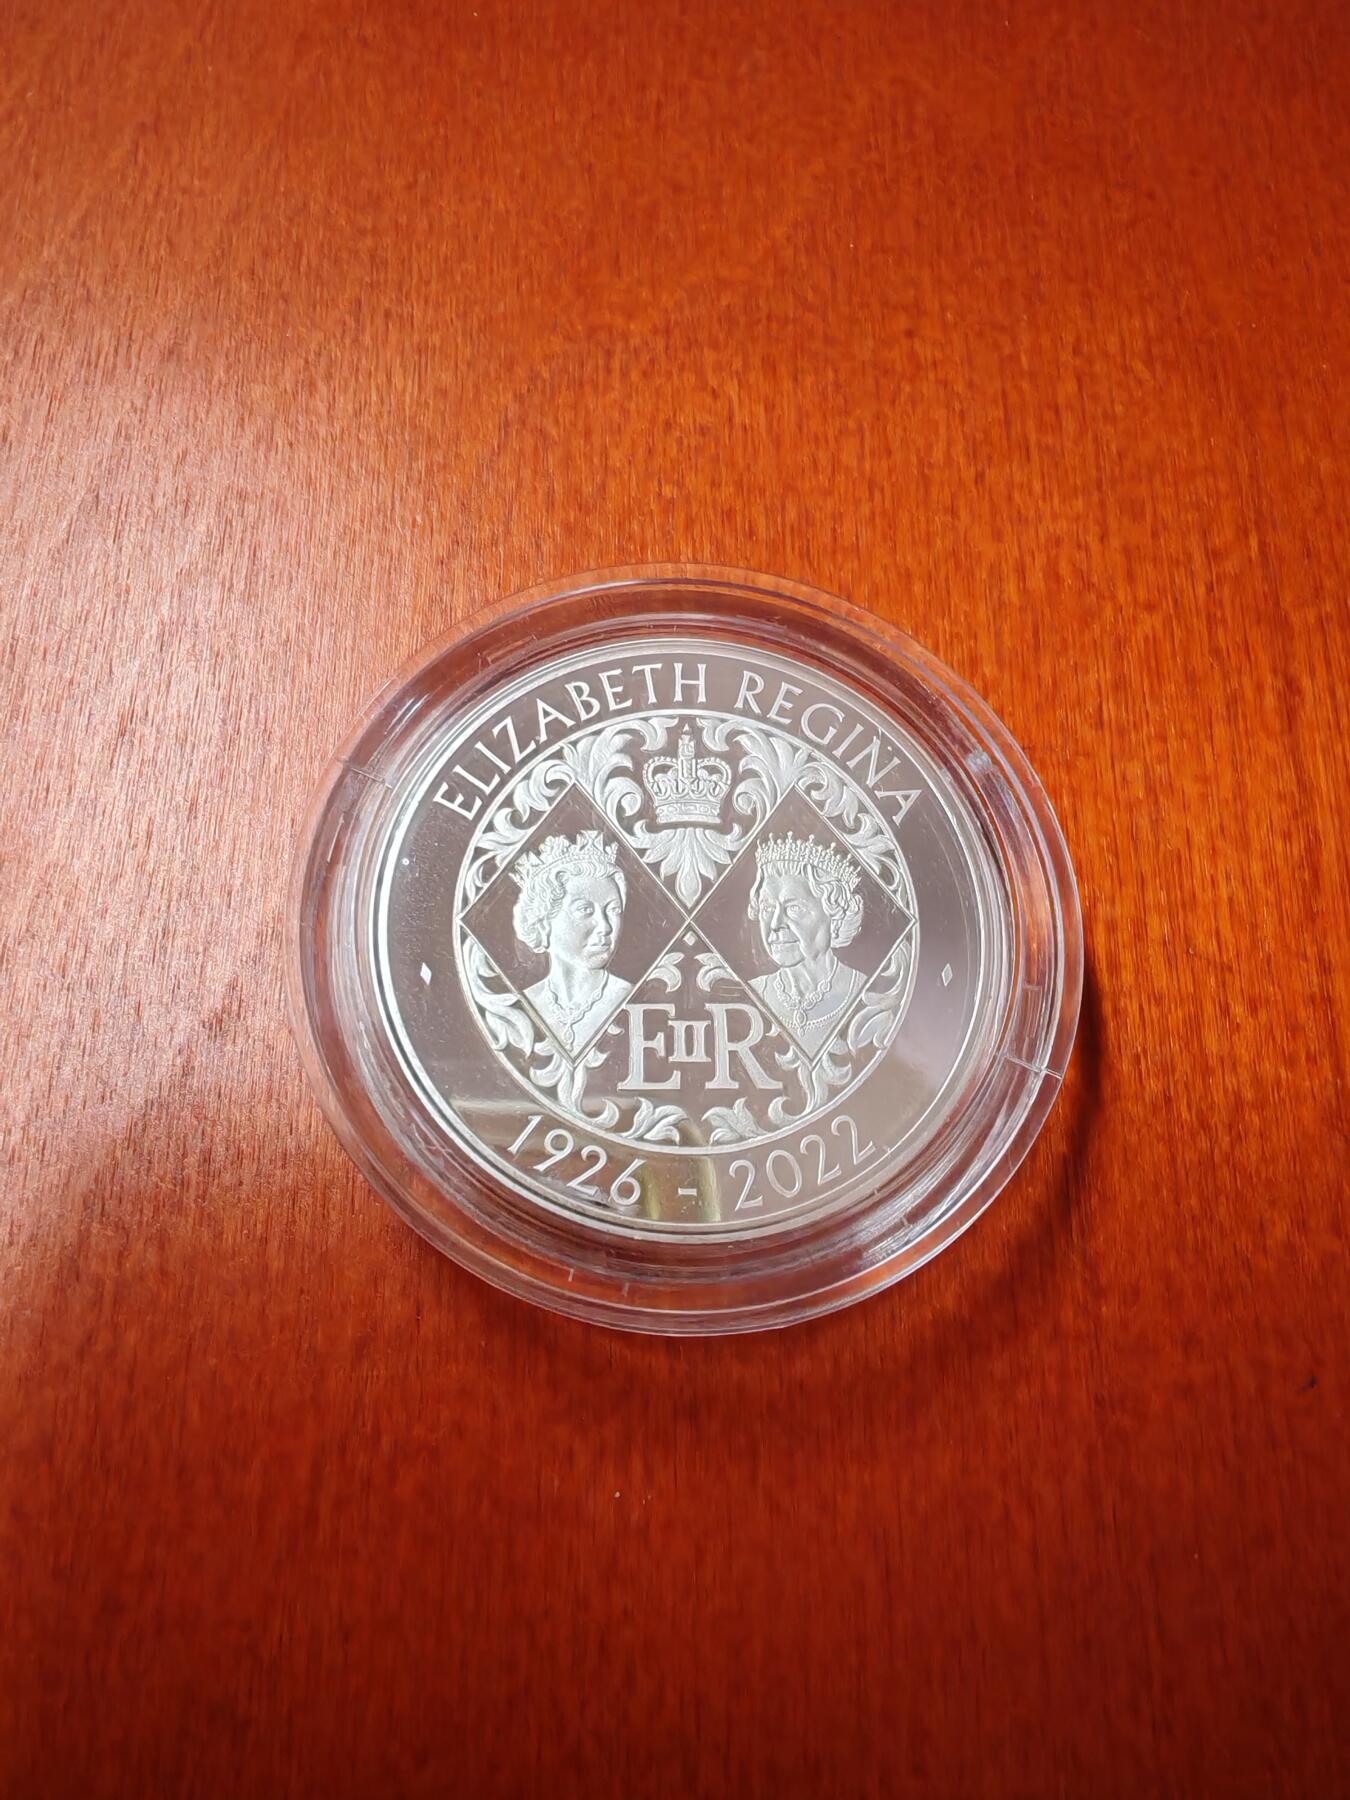 ELIZABETH REGINA
EIIR
1926 - 2022